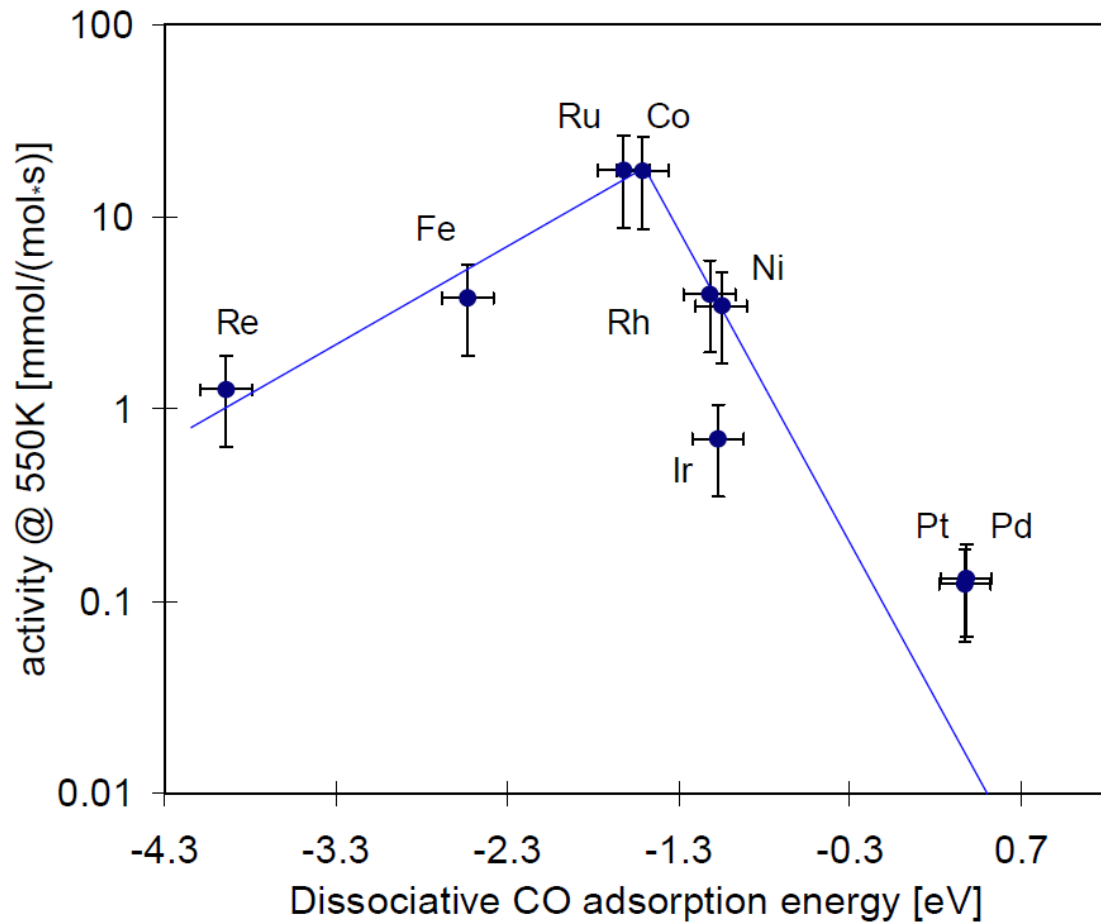 100
10
1
0.1
0.01
activity @ 550K [mmol/(mol*s)]
Ru Co
Fe
Re
Ni
Rh
Ir
Pt Pd
-4.3 -3.3 -2.3 -1.3 -0.3 0.7
Dissociative CO adsorption energy [eV]